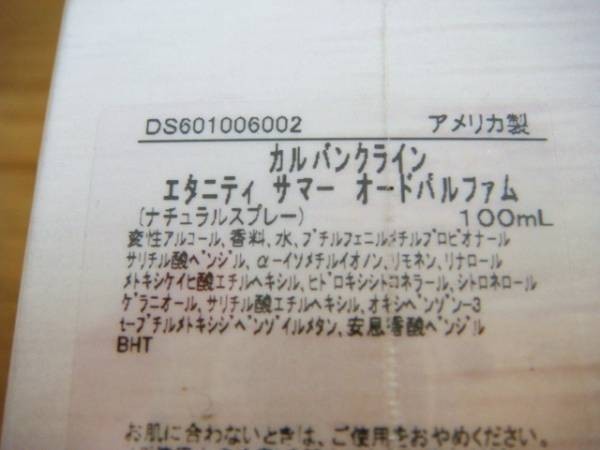 DS601006002 アメリカ製
カルバンクライン
エタニティ サマー オードパルファム
(ナチュラルスプレー) 100mL
変性アルコール、香料、水、ブチルフェニルメチルプロピオナール
サリチル酸ベンジル、α-イソメチルイオノン、リモネン、リナロール
メトキシケイヒ酸エチルヘキシル、ヒドロキシシトロネラール、シトロネロール
ゲラニオール、サリチル酸エチルヘキシル、オキシベンゾン-3
t-ブチルメトキシジベンゾイルメタン、安息香酸ベンジル
BHT
お肌に合わないときは、ご使用をおやめください。